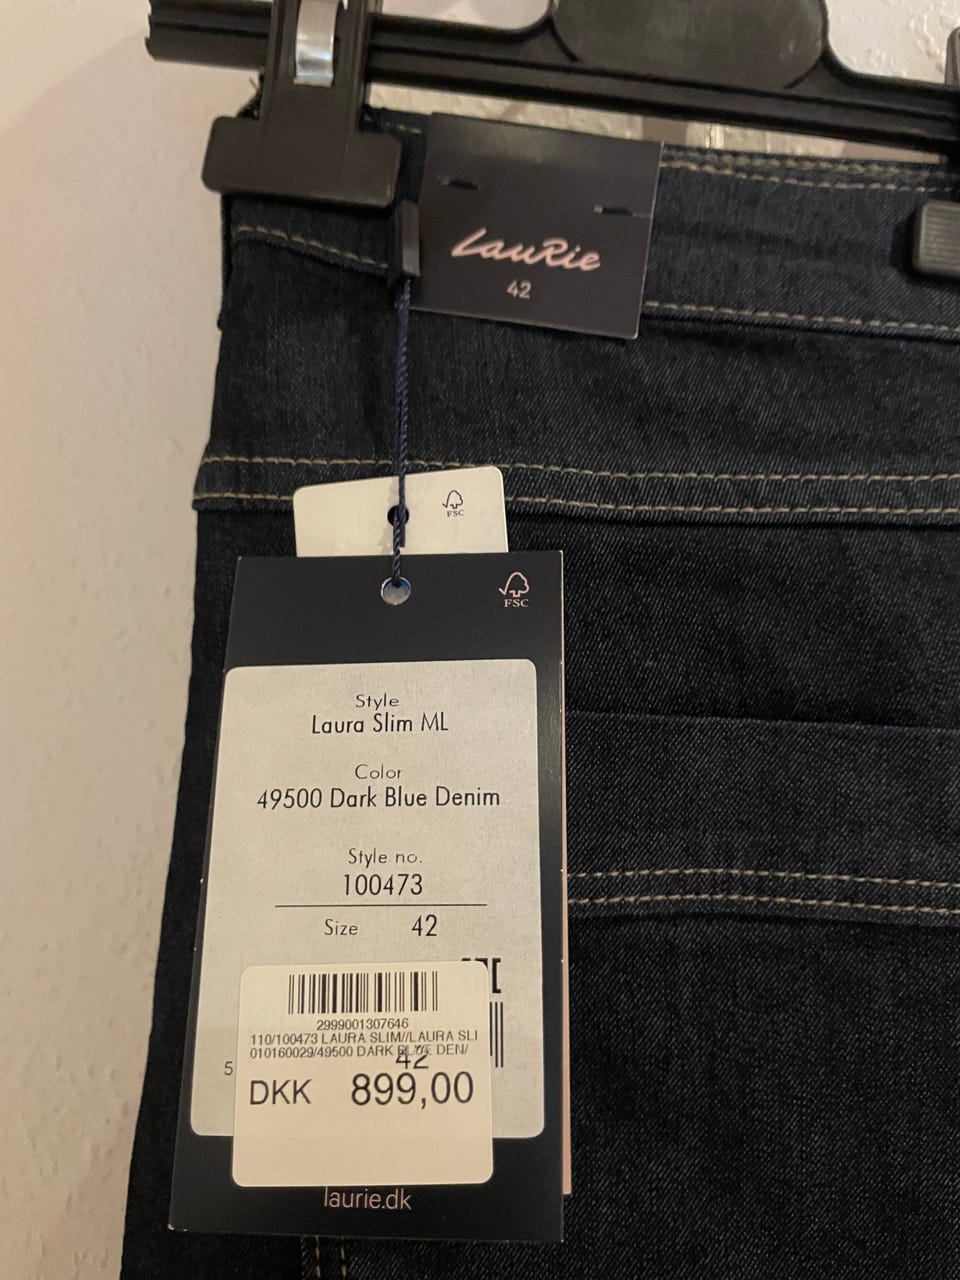 LauRie
42
FSC
FSC
Style
Laura Slim ML
Color
49500 Dark Blue Denim
Style no.
100473
Size 42
2999001307646
110/100473 LAURA SLIM//LAURA SLI
010160029/49500 DARK BLUE DEN/
42
5
DKK 899,00
laurie.dk